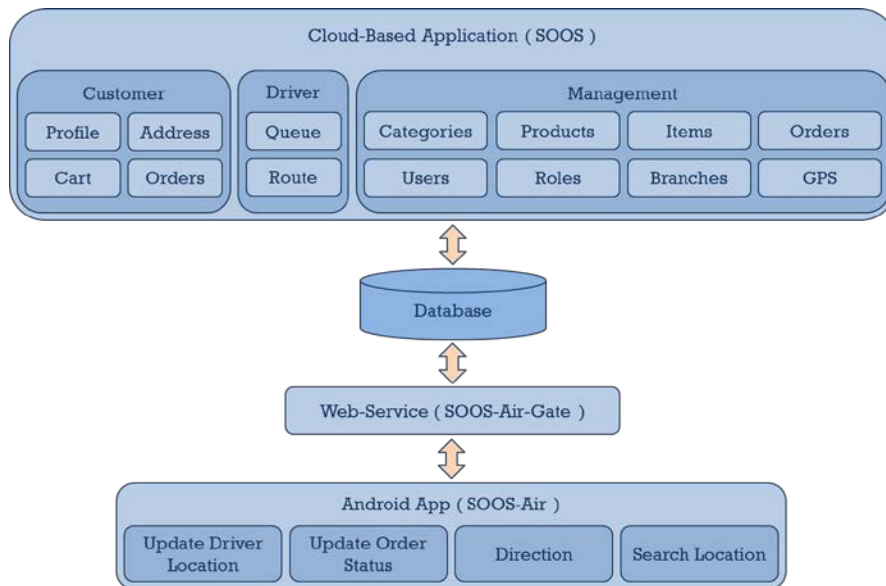 Cloud-Based Application ( SOOS )
Customer
Driver
Management
Profile
Address
Queue
Categories
Products
Items
Orders
Cart
Orders
Route
Users
Roles
Branches
GPS
Database
Web-Service ( SOOS-Air-Gate )
Android App ( SOOS-Air )
Update Driver
Location
Update Order
Status
Direction
Search Location